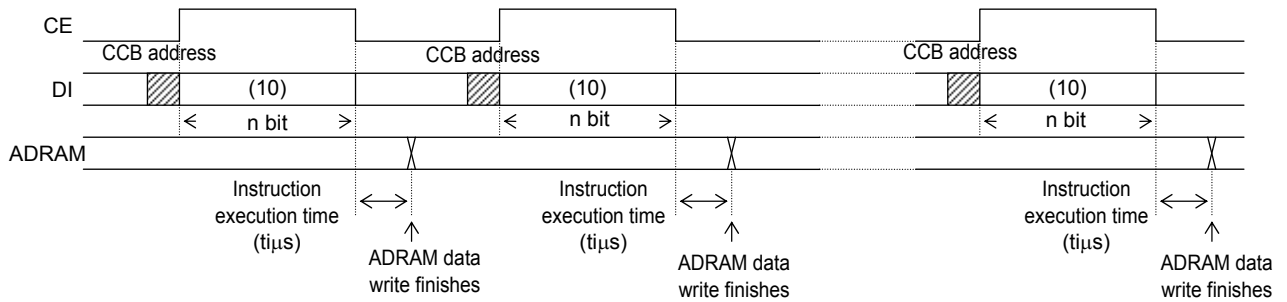 CE
CCB address
CCB address
CCB address
DI
(10)
(10)
(10)
n bit
n bit
n bit
ADRAM
Instruction
execution time
(tiμs)
Instruction
execution time
(tiμs)
Instruction
execution time
(tiμs)
ADRAM data
write finishes
ADRAM data
write finishes
ADRAM data
write finishes